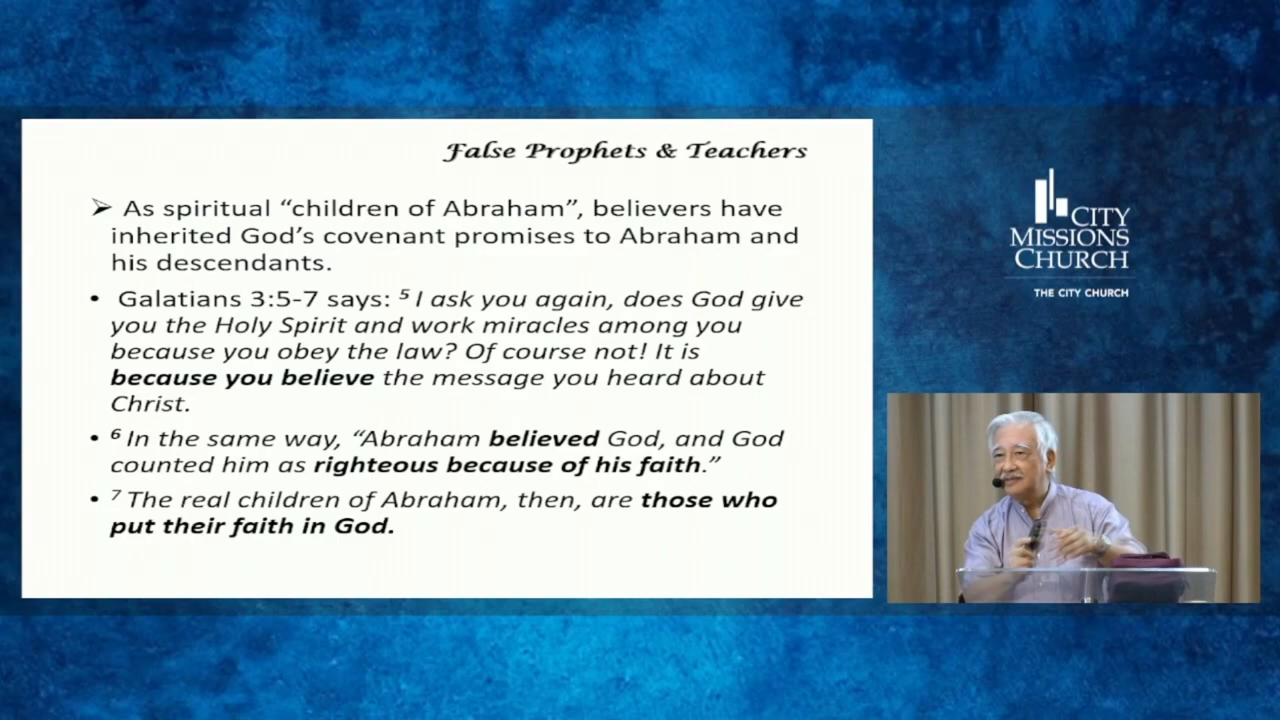 False Prophets & Teachers
➢ As spiritual “children of Abraham”, believers have
inherited God’s covenant promises to Abraham and
his descendants.
• Galatians 3:5-7 says: ⁵ I ask you again, does God give
you the Holy Spirit and work miracles among you
because you obey the law? Of course not! It is
because you believe the message you heard about
Christ.
• ⁶ In the same way, “Abraham believed God, and God
counted him as righteous because of his faith.”
• ⁷ The real children of Abraham, then, are those who
put their faith in God.
CITY
MISSIONS
CHURCH
THE CITY CHURCH